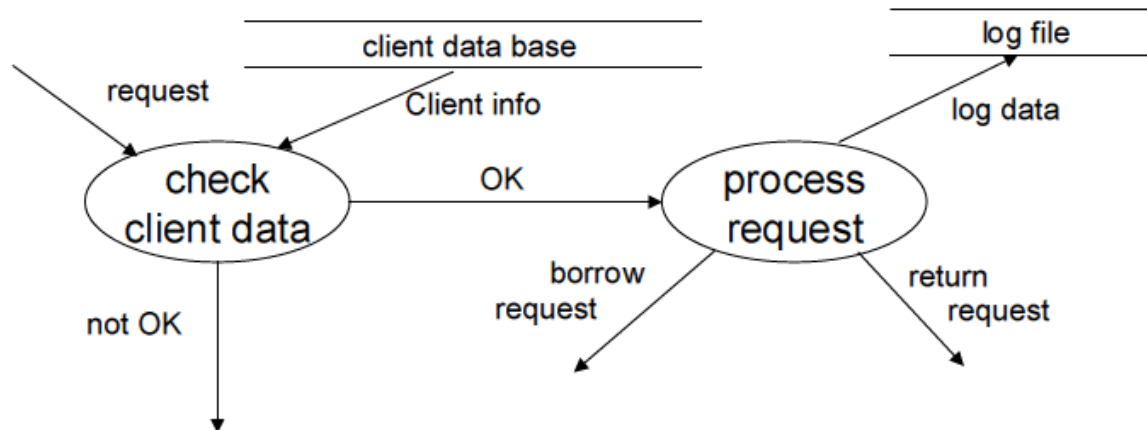 client data base
log file
request
Client info
log data
check
client data
OK
process
request
not OK
borrow
request
return
request